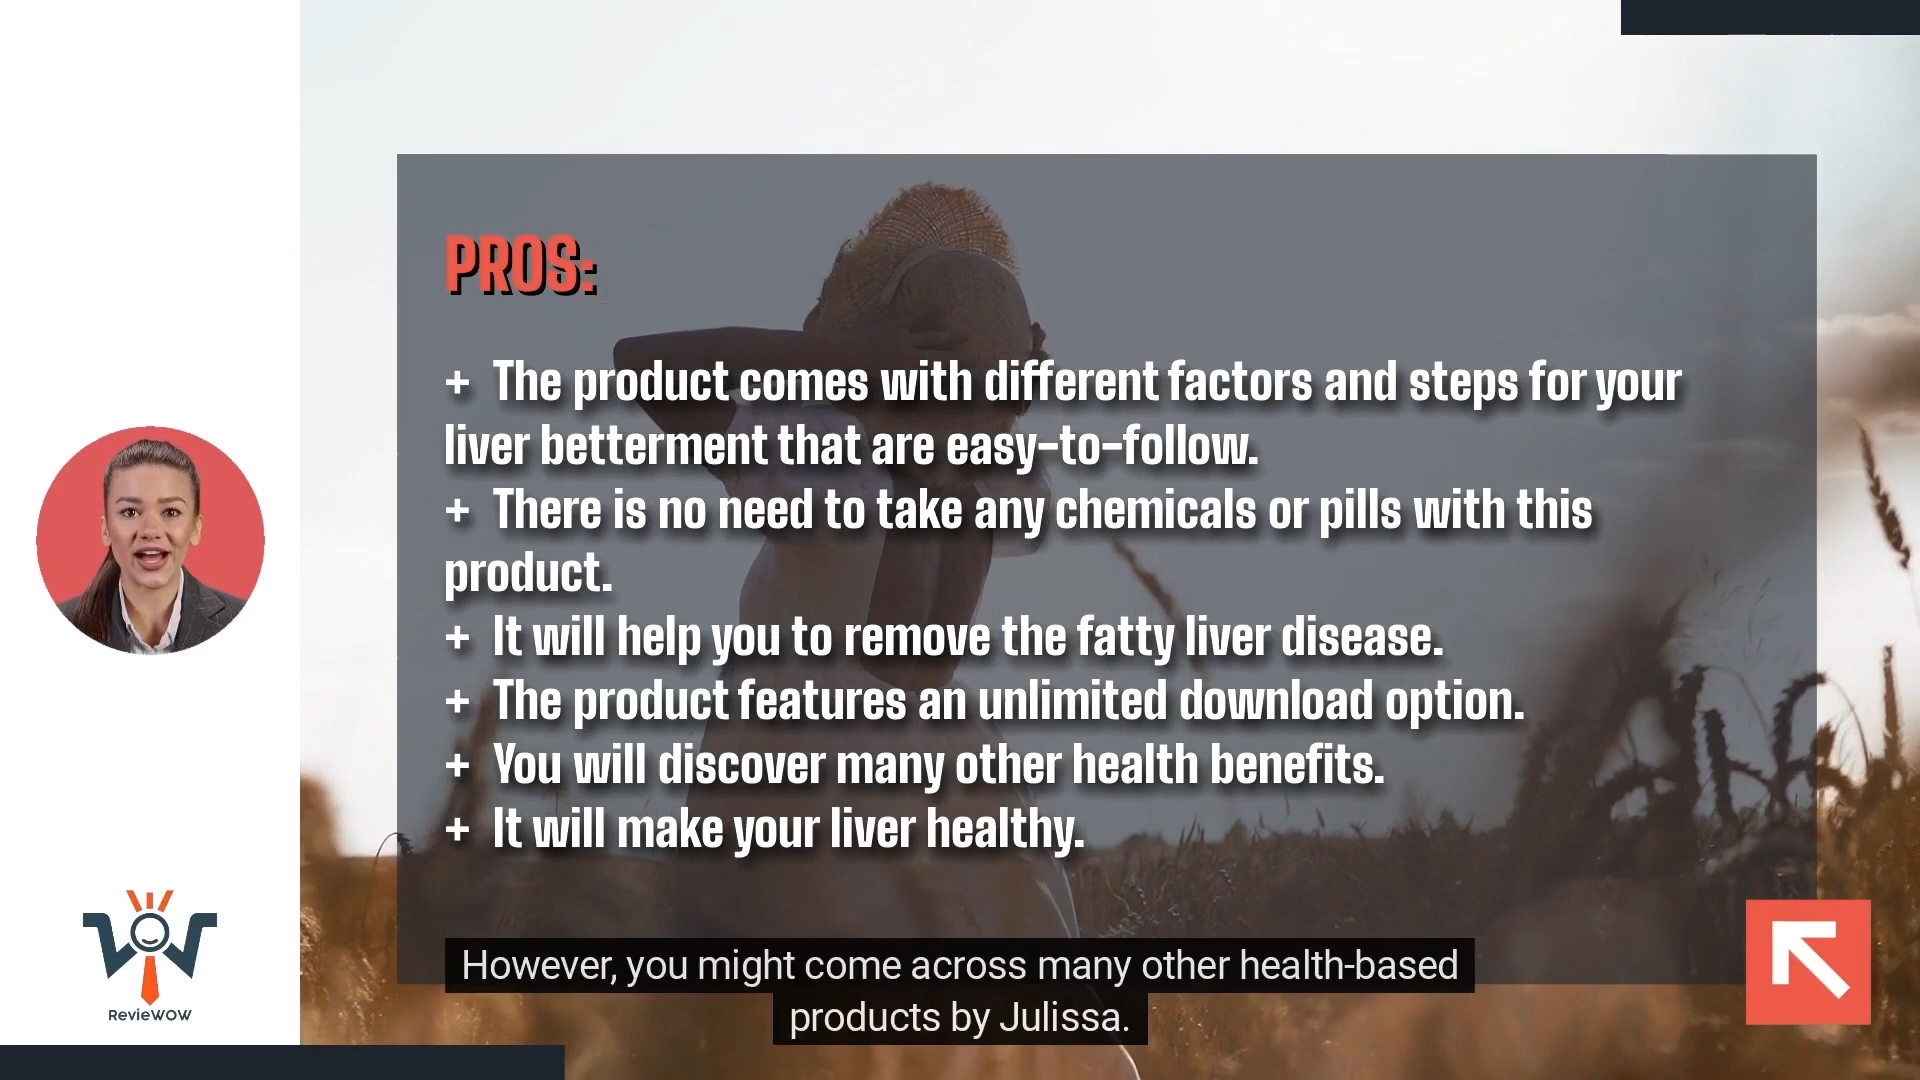 PROS:
+ The product comes with different factors and steps for your
liver betterment that are easy-to-follow.
+ There is no need to take any chemicals or pills with this
product.
+ It will help you to remove the fatty liver disease.
+ The product features an unlimited download option.
+ You will discover many other health benefits.
+ It will make your liver healthy.
However, you might come across many other health-based
products by Julissa.
RevieWOW